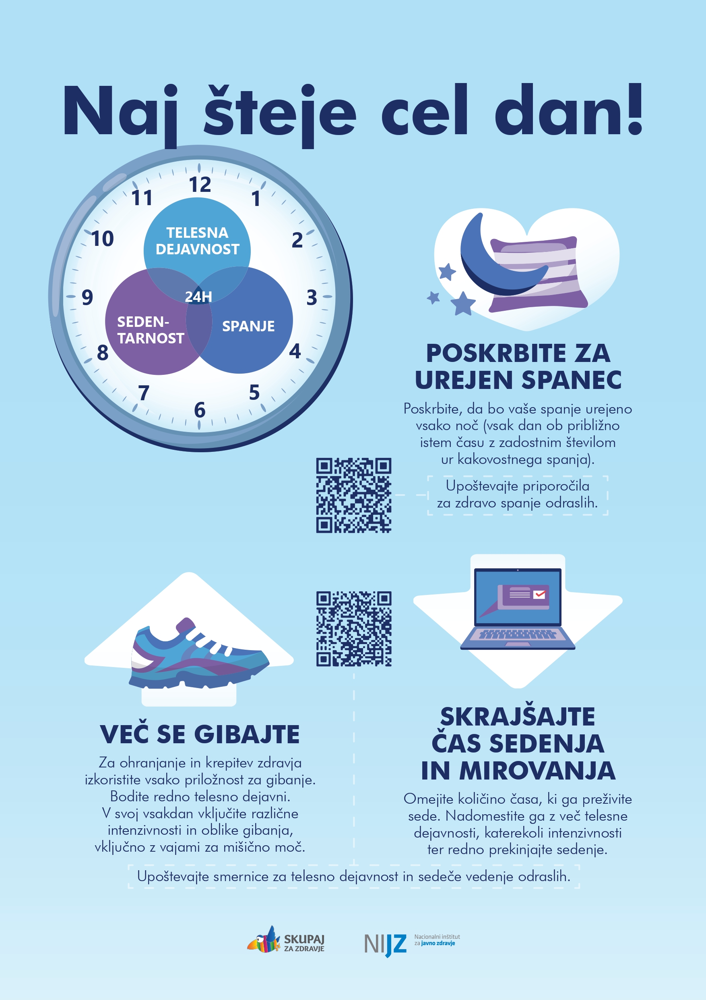 Naj šteje cel dan!
12
11
1
10
2
9
3
8
4
7
5
6
TELESNA
DEJAVNOST
24H
SEDEN-
TARNOST
SPANJE
POSKRBITE ZA
UREJEN SPANEC
Poskrbite, da bo vaše spanje urejeno
vsako noč (vsak dan ob približno
istem času z zadostnim številom
ur kakovostnega spanja).
Upoštevajte priporočila
za zdravo spanje odraslih.
VEČ SE GIBAJTE
Za ohranjanje in krepitev zdravja
izkoristite vsako priložnost za gibanje.
Bodite redno telesno dejavni.
V svoj vsakdan vključite različne
intenzivnosti in oblike gibanja,
vključno z vajami za mišično moč.
SKRAJŠAJTE
ČAS SEDENJA
IN MIROVANJA
Omejite količino časa, ki ga preživite
sede. Nadomestite ga z več telesne
dejavnosti, katerekoli intenzivnosti
ter redno prekinjajte sedenje.
Upoštevajte smernice za telesno dejavnost in sedeče vedenje odraslih.
SKUPAJ
ZA ZDRAVJE
NIJZ
Nacionalni inštitut
za javno zdravje